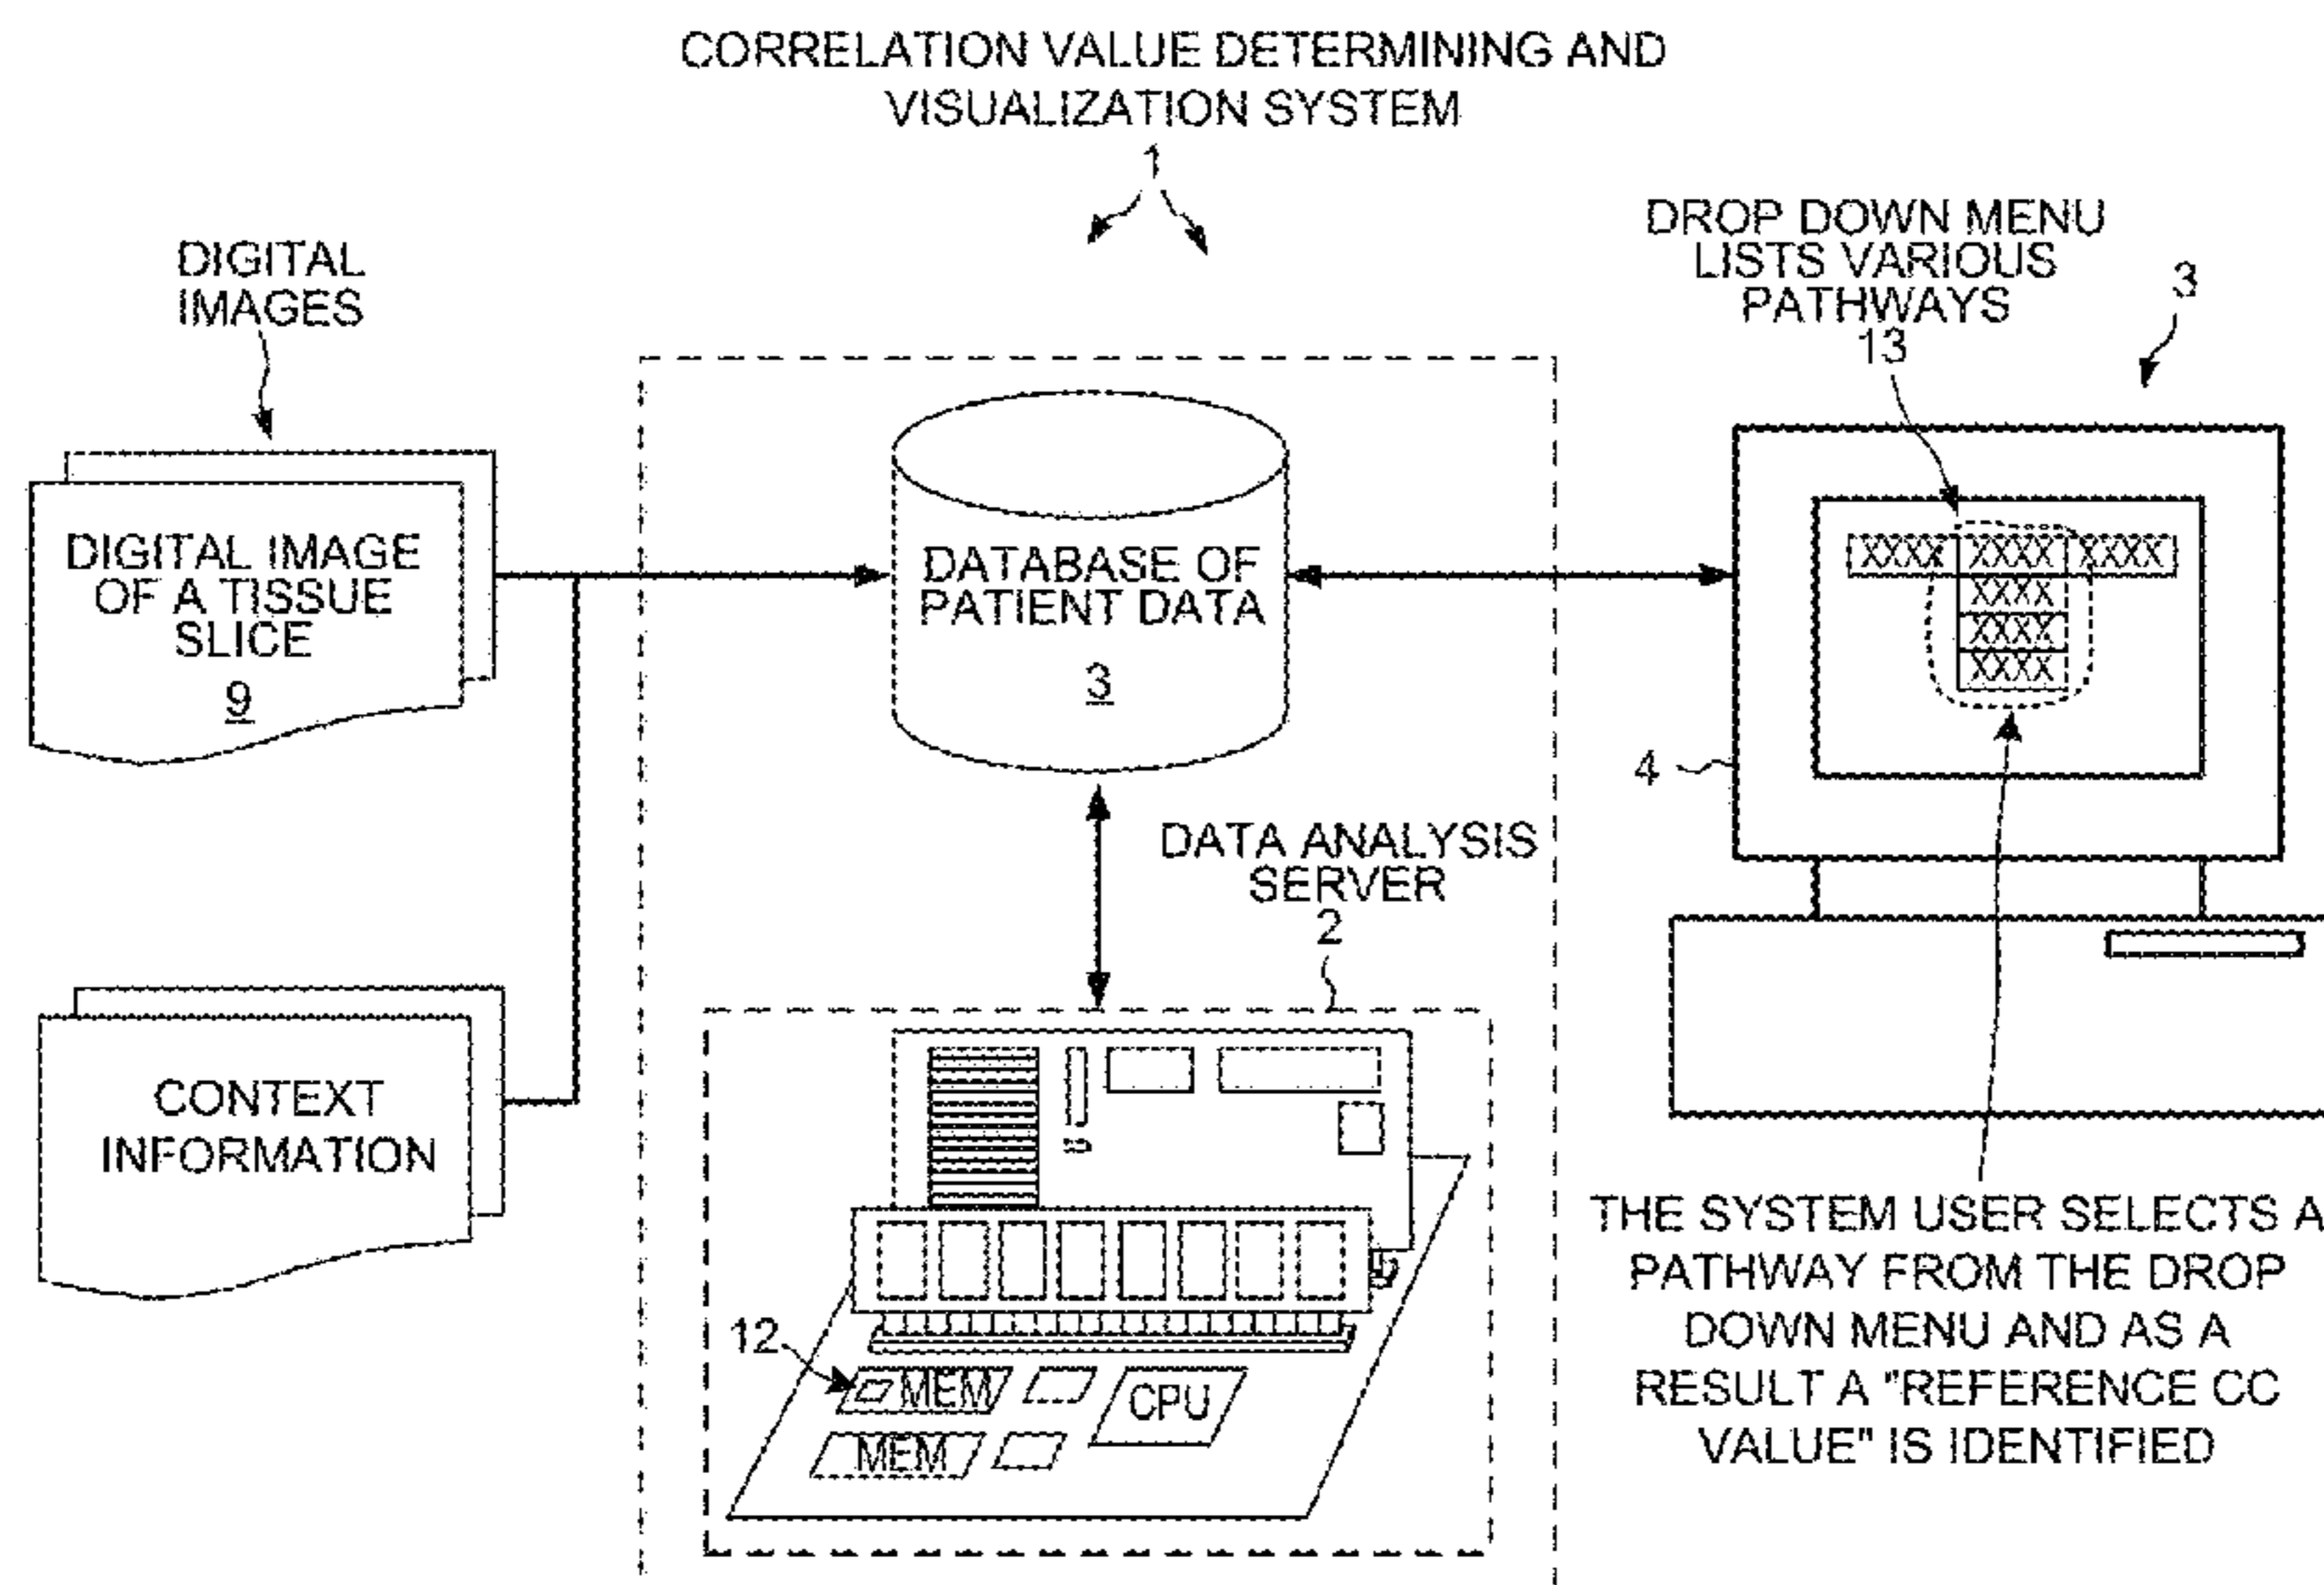 CORRELATION VALUE DETERMINING AND
VISUALIZATION SYSTEM
1
DIGITAL
IMAGES
DROP DOWN MENU
LISTS VARIOUS
PATHWAYS
13
3
DIGITAL IMAGE
OF A TISSUE
SLICE
9
DATABASE OF
PATIENT DATA
3
XXXX XXXX XXXX
XXXX
XXXX
XXXX
4
DATA ANALYSIS
SERVER
2
CONTEXT
INFORMATION
12
MEM
CPU
MEM
THE SYSTEM USER SELECTS A
PATHWAY FROM THE DROP
DOWN MENU AND AS A
RESULT A "REFERENCE CC
VALUE" IS IDENTIFIED